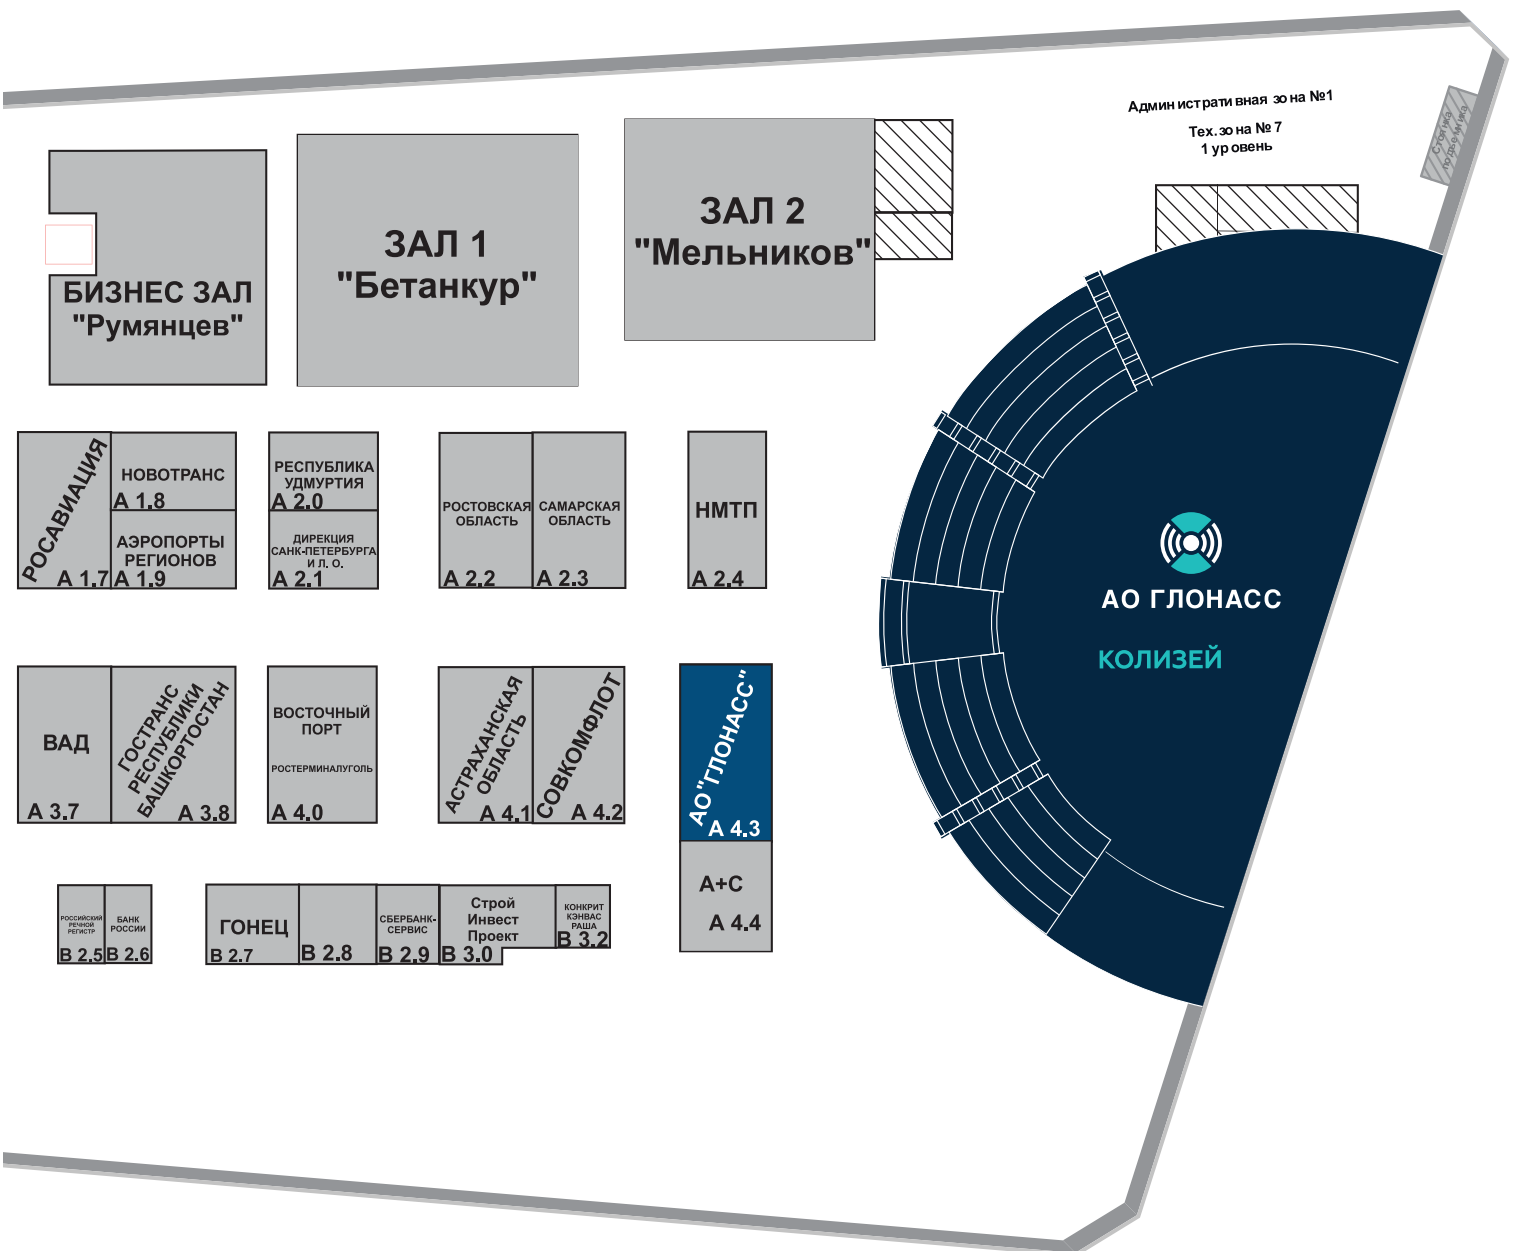 Административная зона №1
Тех.зона № 7
1 уровень
Стоянка
подъемника
БИЗНЕС ЗАЛ
"Румянцев"
ЗАЛ 1
"Бетанкур"
ЗАЛ 2
"Мельников"
РОСАВИАЦИЯ
А 1.7
НОВОТРАНС
А 1.8
АЭРОПОРТЫ
РЕГИОНОВ
А 1.9
РЕСПУБЛИКА
УДМУРТИЯ
А 2.0
ДИРЕКЦИЯ
САНК-ПЕТЕРБУРГА
И Л. О.
А 2.1
РОСТОВСКАЯ
ОБЛАСТЬ
А 2.2
САМАРСКАЯ
ОБЛАСТЬ
А 2.3
НМТП
А 2.4
АО ГЛОНАСС
КОЛИЗЕЙ
ВАД
А 3.7
ГОСТРАНС
РЕСПУБЛИКИ
БАШКОРТОСТАН
А 3.8
ВОСТОЧНЫЙ
ПОРТ
РОСТЕРМИНАЛУГОЛЬ
А 4.0
АСТРАХАНСКАЯ
ОБЛАСТЬ
А 4.1
СОВКОМФЛОТ
А 4.2
АО"ГЛОНАСС"
А 4.3
А+С
А 4.4
РОССИЙСКИЙ
РЕЧНОЙ
РЕГИСТР
В 2.5
БАНК
РОССИИ
В 2.6
ГОНЕЦ
В 2.7
В 2.8
СБЕРБАНК-
СЕРВИС
В 2.9
Строй
Инвест
Проект
В 3.0
КОНКРИТ
КЭНВАС
РАША
В 3.2